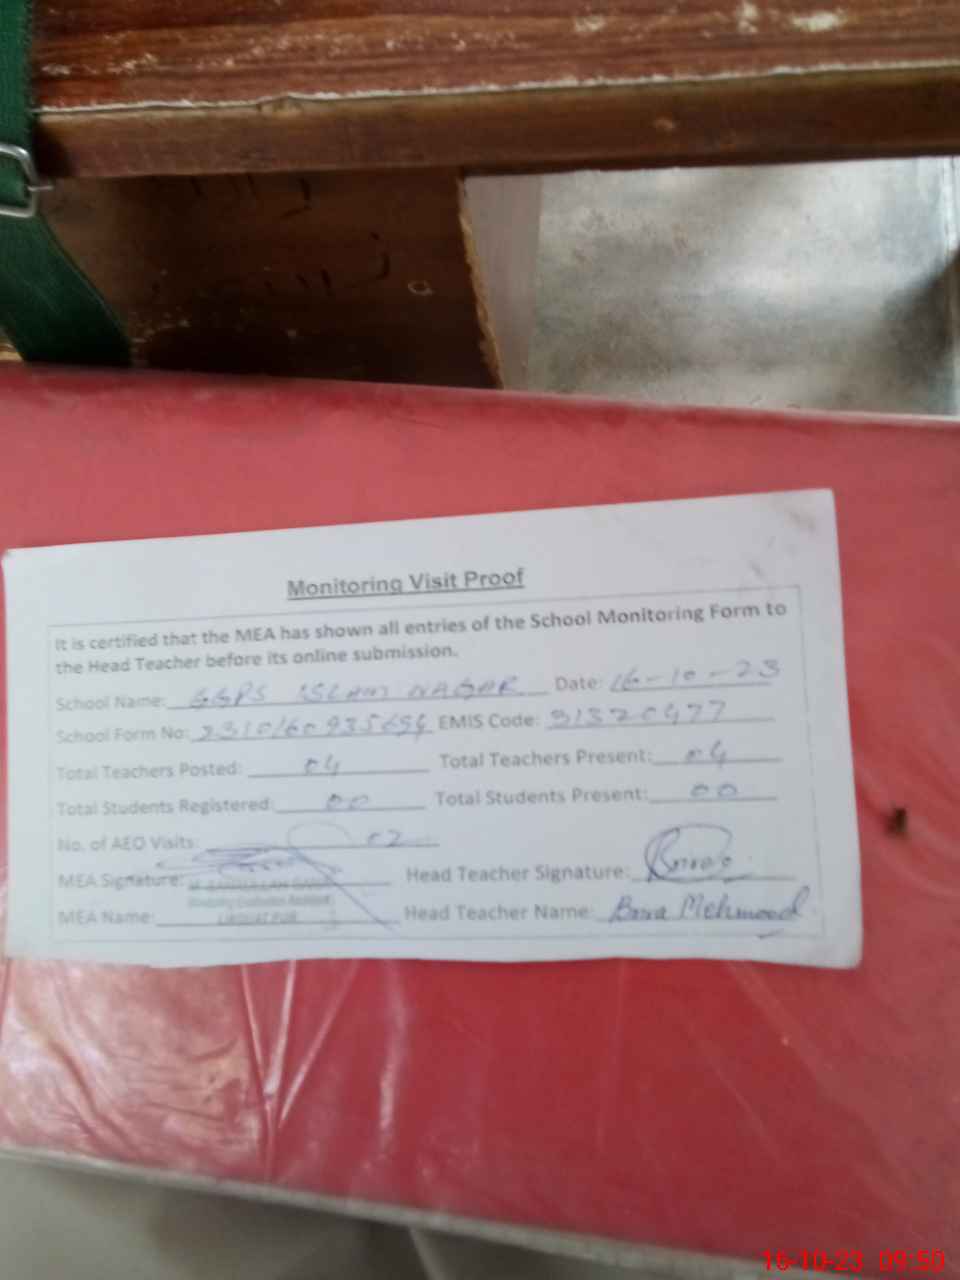 Monitoring Visit Proof
It is certified that the MEA has shown all entries of the School Monitoring Form to
the Head Teacher before its online submission.
School Name: GGPS ISLAM NAGAR Date: 16-10-23
School Form No: EMIS Code: 31320477
Total Teachers Posted: 04 Total Teachers Present: 04
Total Students Registered: 00 Total Students Present: 00
No. of AEO Visits: 02
MEA Signature: Head Teacher Signature:
MEA Name: LIAQUAT PUR Head Teacher Name: Mehmood
16-10-23 09:50